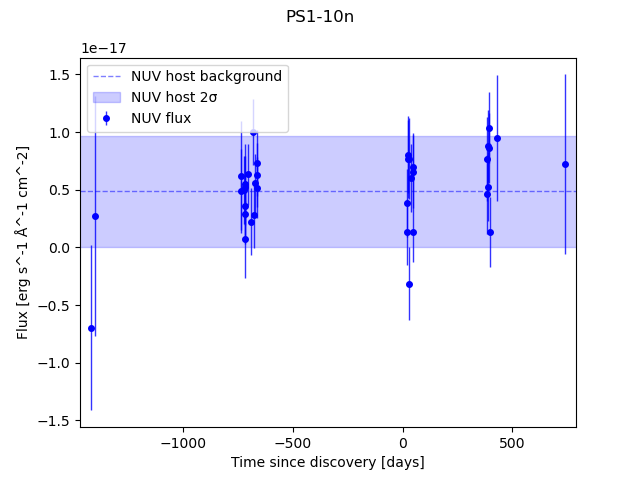 PS1-10n
1e−17
NUV host background
NUV host 2σ
NUV flux
1.5
1.0
0.5
0.0
−0.5
−1.0
−1.5
Flux [erg s^-1 Å^-1 cm^-2]
−1000
−500
0
500
Time since discovery [days]